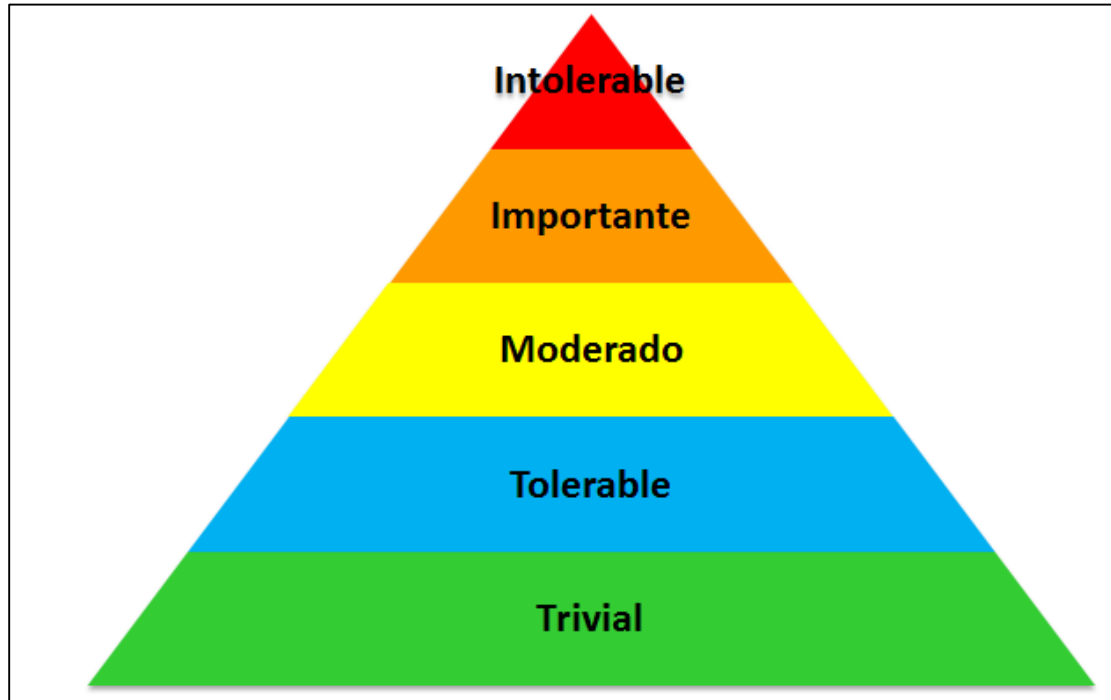 Intolerable
Importante
Moderado
Tolerable
Trivial